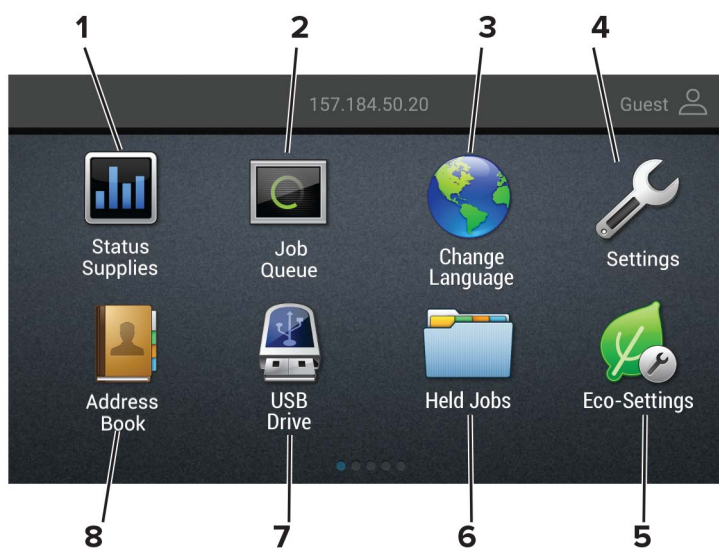 1 2 3 4
157.184.50.20 Guest
Status
Supplies
Job
Queue
Change
Language
Settings
Address
Book
USB
Drive
Held Jobs
Eco-Settings
8 7 6 5